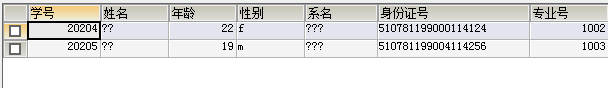 学号 姓名 年龄 性别 系名 身份证号 专业号
20204 ?? 22 f ??? 510781199000114124 1002
20205 ?? 19 m ??? 510781199004114256 1003